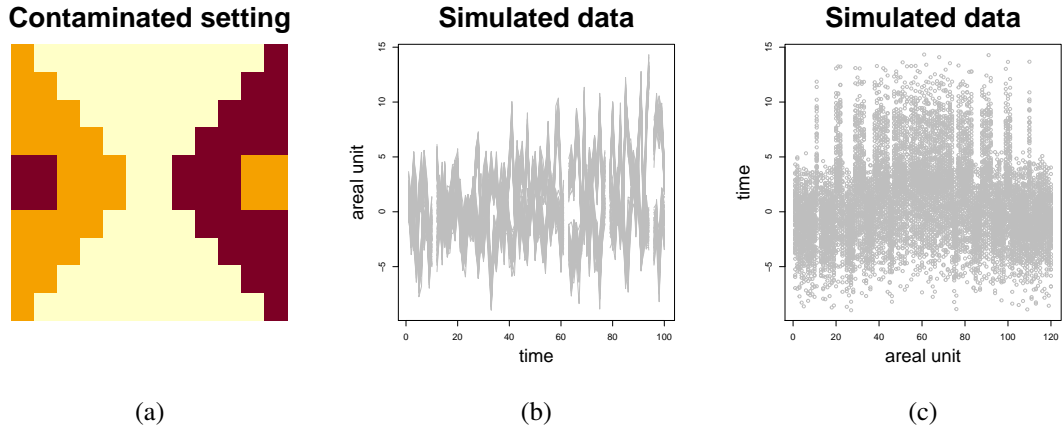 Contaminated setting
Simulated data
Simulated data
areal unit
15
10
5
0
−5
0 20 40 60 80 100
time
time
15
10
5
0
−5
0 20 40 60 80 100 120
areal unit
(a)
(b)
(c)